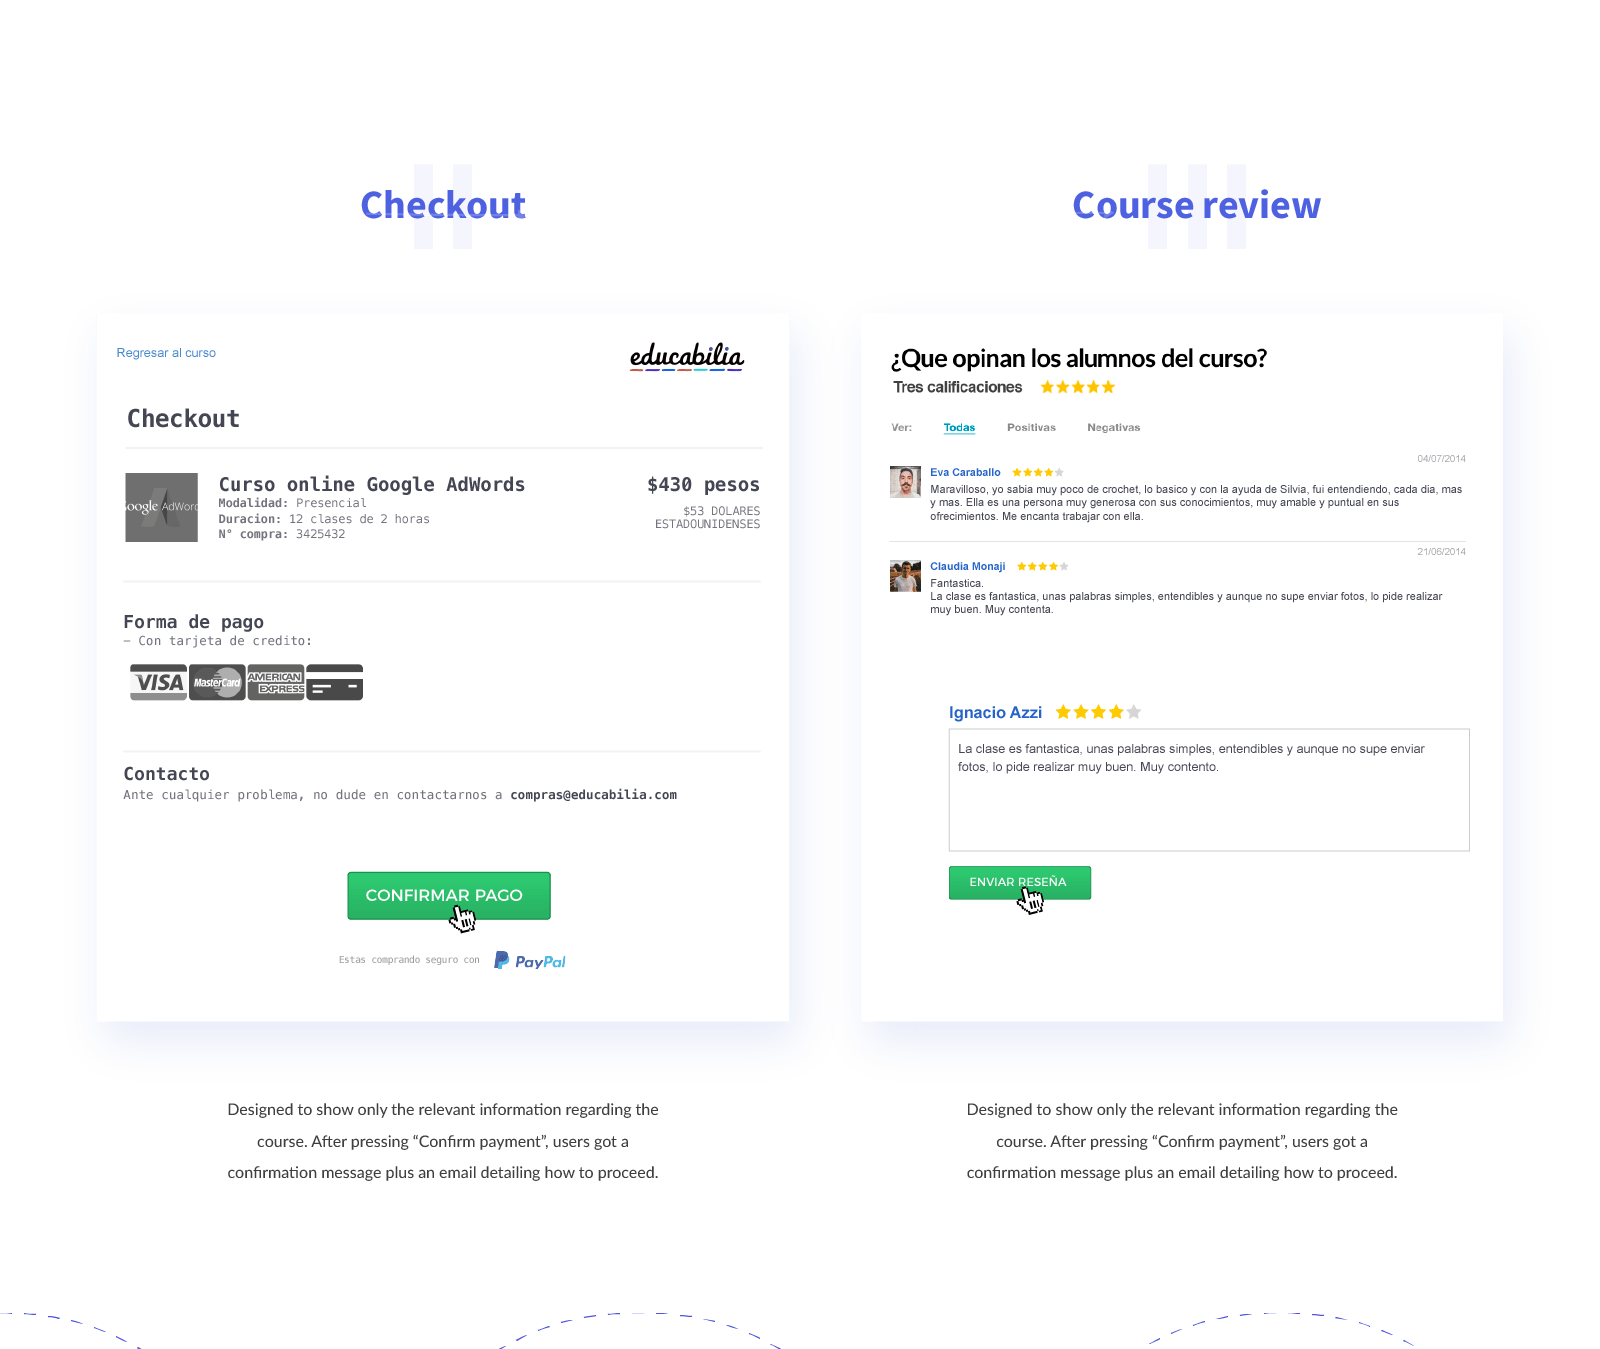 Checkout
Regresar al curso
educabilia
Checkout
Google AdWords
Curso online Google AdWords
$430 pesos
Modalidad: Presencial
$53 DOLARES
Duracion: 12 clases de 2 horas
ESTADOUNIDENSES
N° compra: 3425432
Forma de pago
– Con tarjeta de credito:
VISA
MasterCard
AMERICAN
EXPRESS
Contacto
Ante cualquier problema, no dude en contactarnos a compras@educabilia.com
CONFIRMAR PAGO
Estas comprando seguro con
PayPal
Designed to show only the relevant information regarding the
course. After pressing “Confirm payment”, users got a
confirmation message plus an email detailing how to proceed.
Course review
¿Que opinan los alumnos del curso?
Tres calificaciones
Ver: Todas Positivas Negativas
04/07/2014
Eva Caraballo
Maravilloso, yo sabia muy poco de crochet, lo basico y con la ayuda de Silvia, fui entendiendo, cada dia, mas
y mas. Ella es una persona muy generosa con sus conocimientos, muy amable y puntual en sus
ofrecimientos. Me encanta trabajar con ella.
21/06/2014
Claudia Monaji
Fantastica.
La clase es fantastica, unas palabras simples, entendibles y aunque no supe enviar fotos, lo pide realizar
muy buen. Muy contenta.
Ignacio Azzi
La clase es fantastica, unas palabras simples, entendibles y aunque no supe enviar
fotos, lo pide realizar muy buen. Muy contento.
ENVIAR RESEÑA
Designed to show only the relevant information regarding the
course. After pressing “Confirm payment”, users got a
confirmation message plus an email detailing how to proceed.